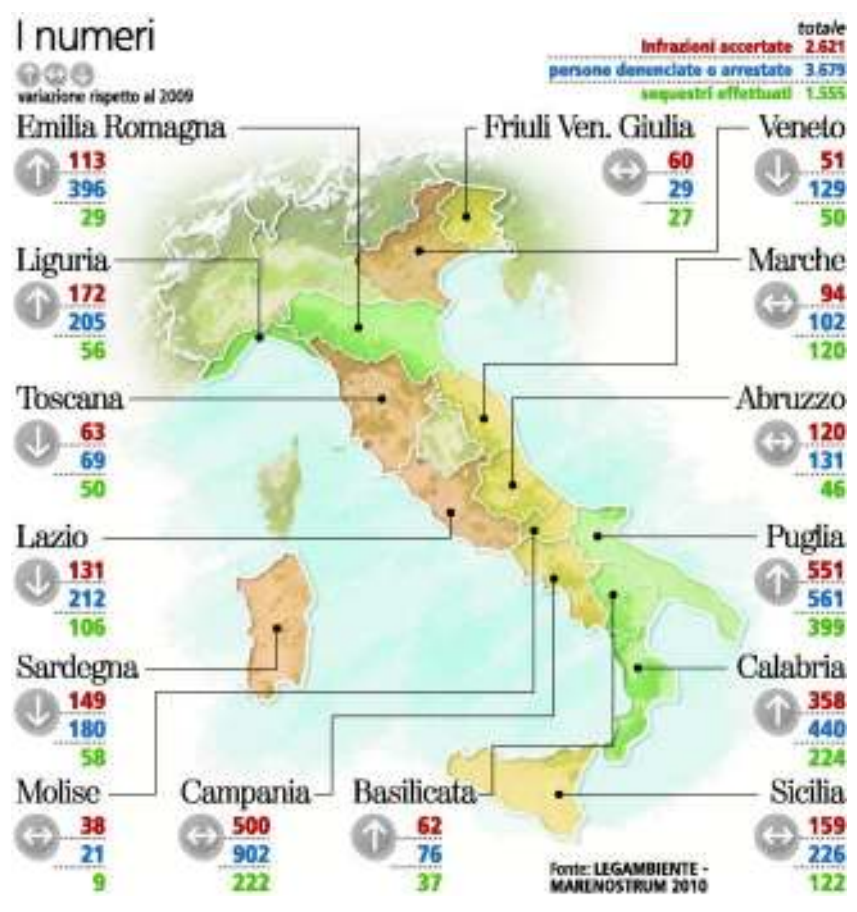 I numeri
variazione rispetto al 2009
totale
Infrazioni accertate 2.621
persone denenciate o arrestate 3.679
sequestri effettuati 1.555
Emilia Romagna
113
396
29
Friuli Ven. Giulia
60
29
27
Veneto
51
129
50
Liguria
172
205
56
Marche
94
102
120
Toscana
63
69
50
Abruzzo
120
131
46
Lazio
131
212
106
Puglia
551
561
399
Sardegna
149
180
58
Calabria
358
440
224
Molise
38
21
9
Campania
500
902
222
Basilicata
62
76
37
Sicilia
159
226
122
Fonte: LEGAMBIENTE -
MARENOSTRUM 2010